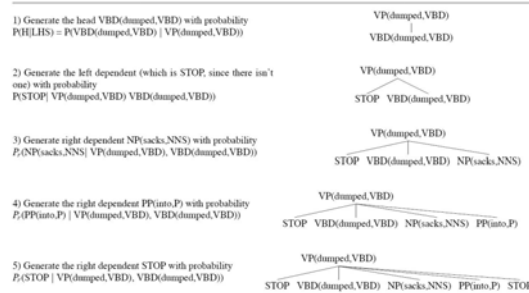 1) Generate the head VBD(dumped,VBD) with probability
P(H|LHS) = P(VBD(dumped,VBD) | VP(dumped,VBD))
VP(dumped,VBD)
VBD(dumped,VBD)
2) Generate the left dependent (which is STOP, since there isn't
one) with probability
P(STOP| VP(dumped,VBD) VBD(dumped,VBD))
VP(dumped,VBD)
STOP VBD(dumped,VBD)
3) Generate right dependent NP(sacks,NNS) with probability
Pr(NP(sacks,NNS| VP(dumped,VBD), VBD(dumped,VBD))
VP(dumped,VBD)
STOP VBD(dumped,VBD) NP(sacks,NNS)
4) Generate the right dependent PP(into,P) with probability
Pr(PP(into,P) | VP(dumped,VBD), VBD(dumped,VBD))
VP(dumped,VBD)
STOP VBD(dumped,VBD) NP(sacks,NNS) PP(into,P)
5) Generate the right dependent STOP with probability
Pr(STOP | VP(dumped,VBD), VBD(dumped,VBD))
VP(dumped,VBD)
STOP VBD(dumped,VBD) NP(sacks,NNS) PP(into,P) STOP